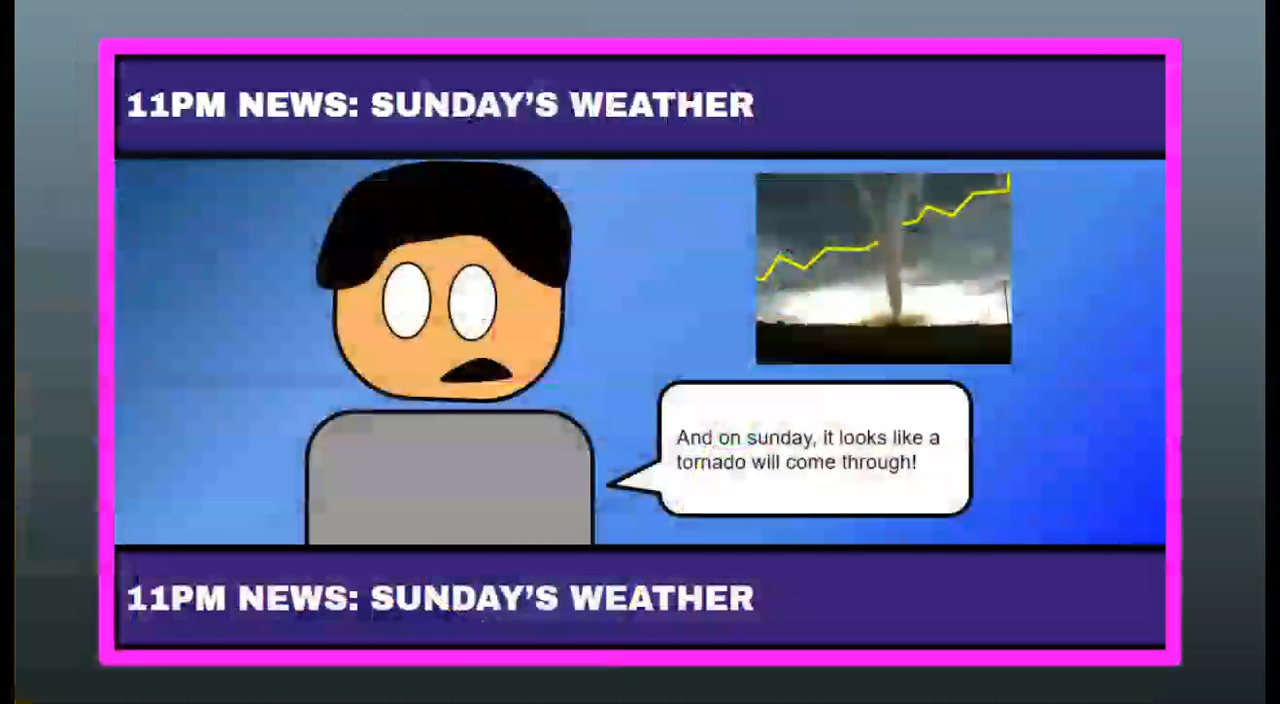 11PM NEWS: SUNDAY’S WEATHER
And on sunday, it looks like a
tornado will come through!
11PM NEWS: SUNDAY’S WEATHER